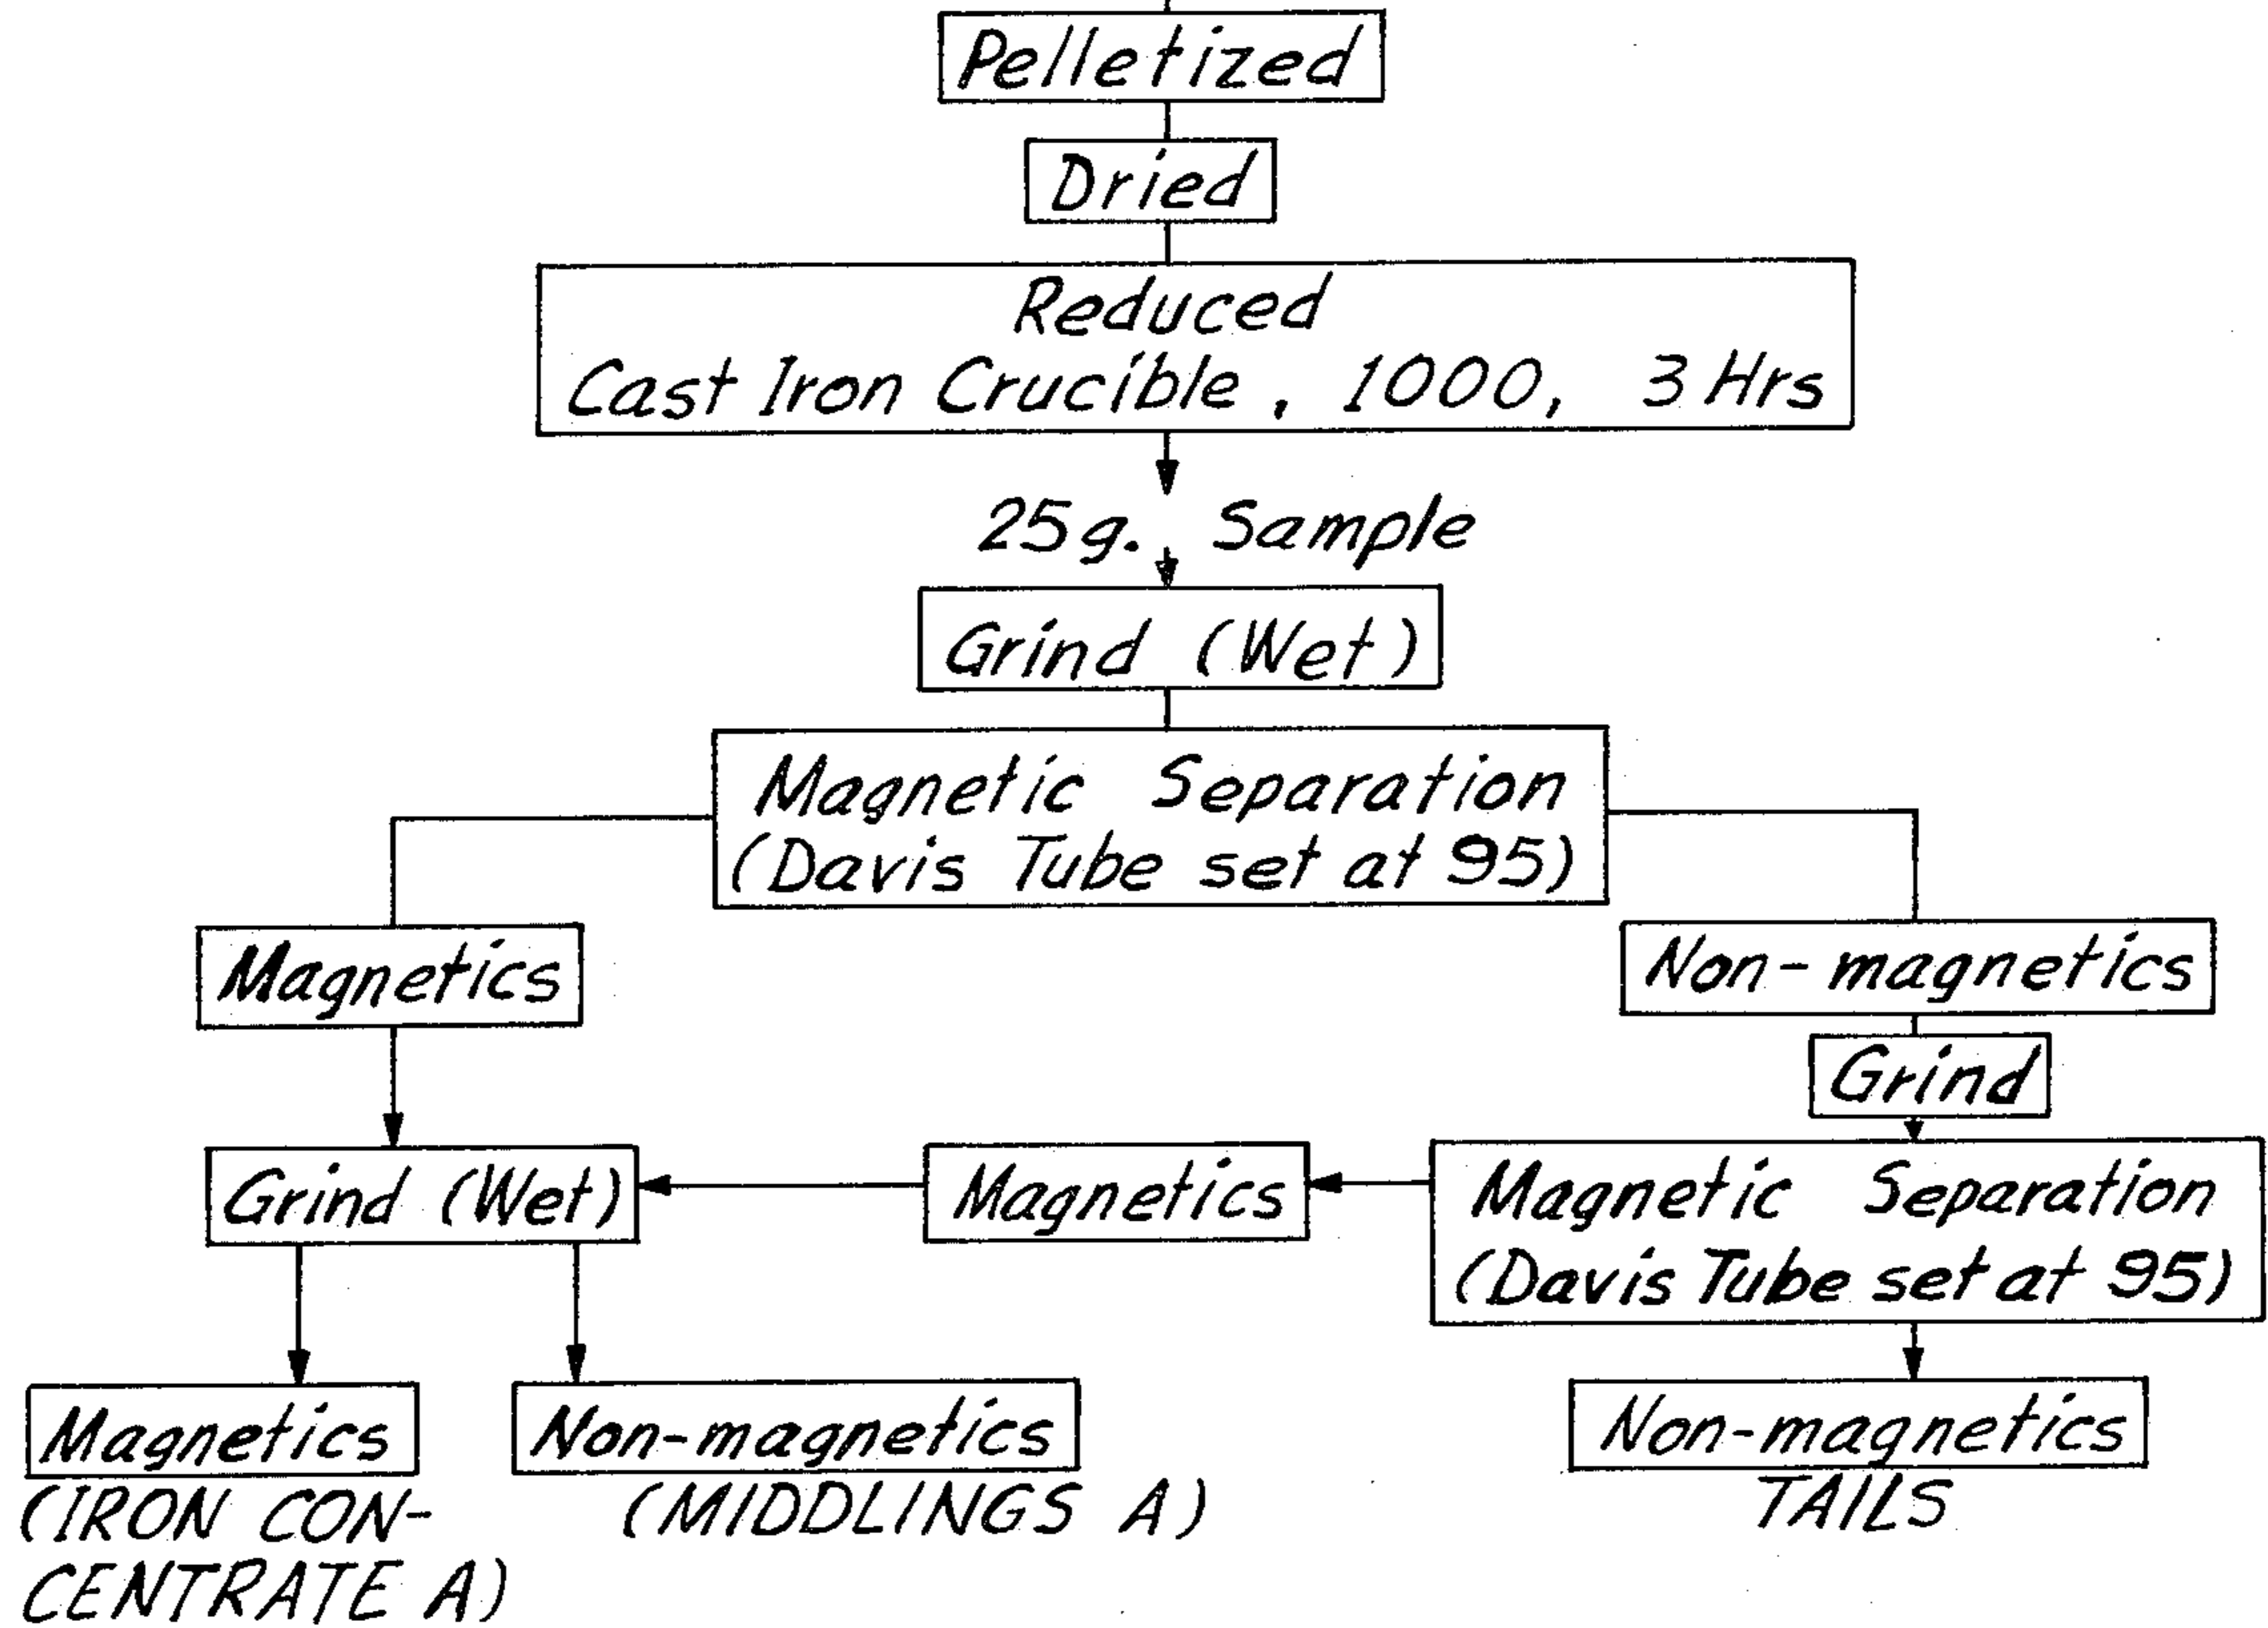 Pelletized
Dried
Reduced
Cast Iron Crucible, 1000, 3 Hrs
25g. Sample
Grind (Wet)
Magnetic Separation
(Davis Tube set at 95)
Magnetics
Non-magnetics
Grind
Grind (Wet)
Magnetics
Magnetic Separation
(Davis Tube set at 95)
Magnetics
(IRON CON-
CENTRATE A)
Non-magnetics
(MIDDLINGS A)
Non-magnetics
TAILS